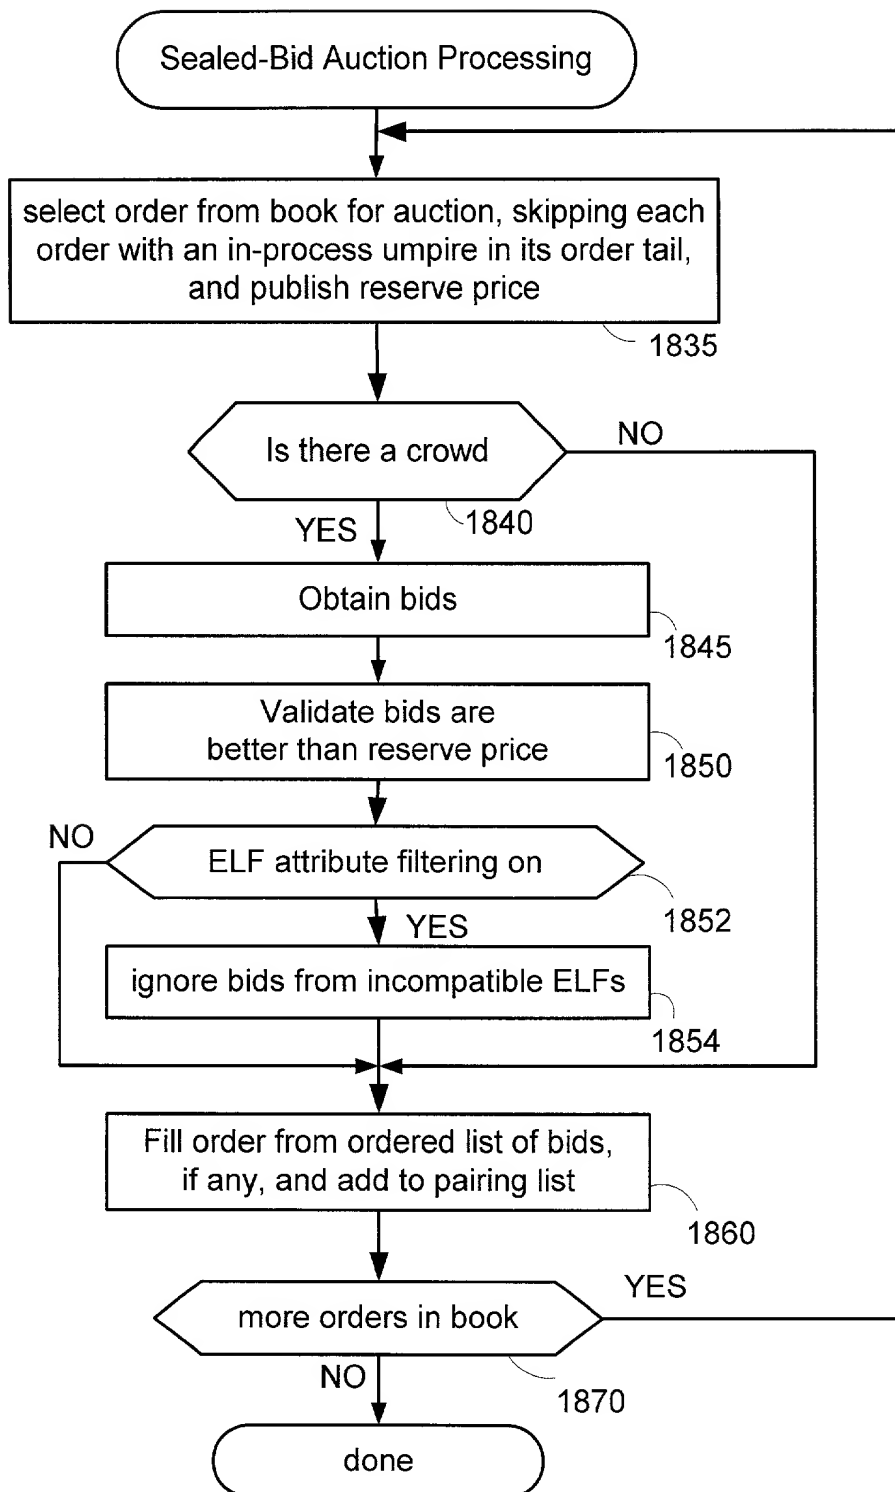 Sealed-Bid Auction Processing
select order from book for auction, skipping each
order with an in-process umpire in its order tail,
and publish reserve price
1835
Is there a crowd
NO
1840
YES
Obtain bids
1845
Validate bids are
better than reserve price
1850
NO
ELF attribute filtering on
1852
YES
ignore bids from incompatible ELFs
1854
Fill order from ordered list of bids,
if any, and add to pairing list
1860
YES
more orders in book
NO
1870
done